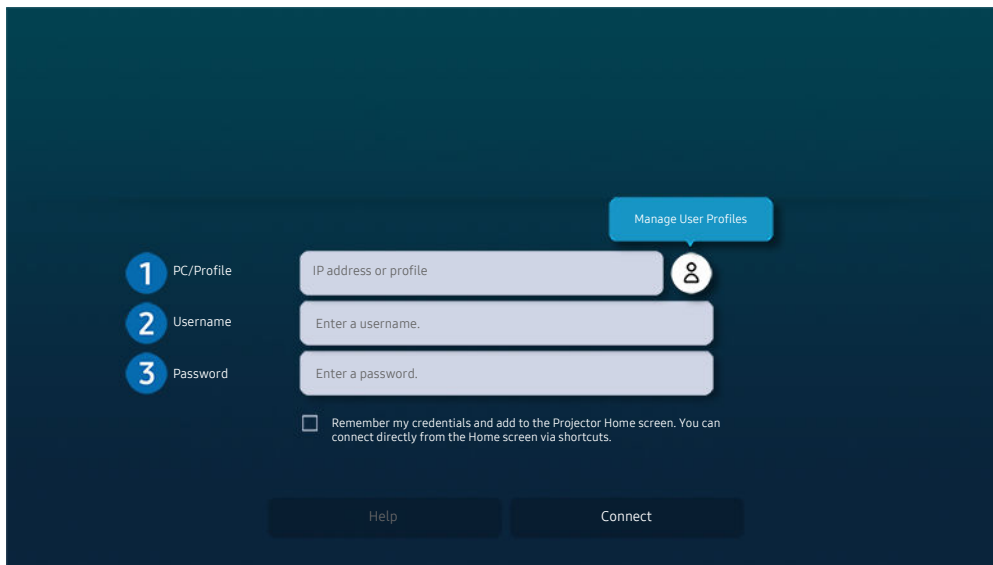 Manage User Profiles
1 PC/Profile IP address or profile
2 Username Enter a username.
3 Password Enter a password.
Remember my credentials and add to the Projector Home screen. You can
connect directly from the Home screen via shortcuts.
Help Connect